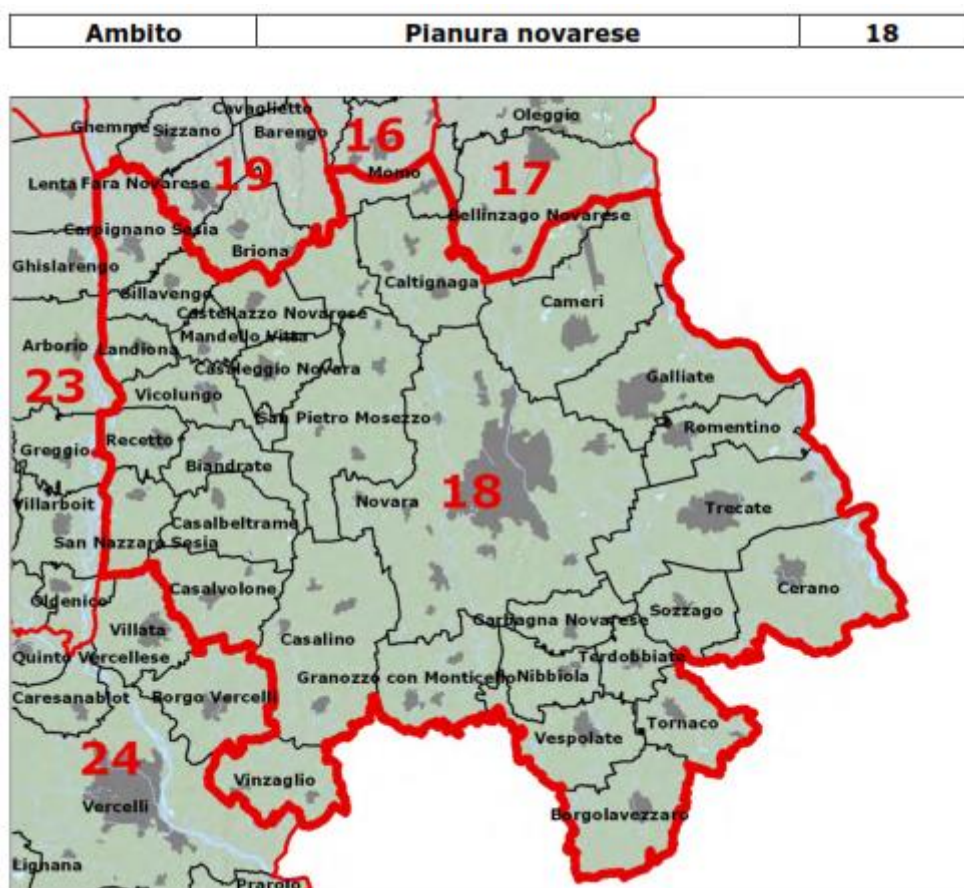 Ambito Pianura novarese 18
Cavaglietto
Oleggio
Ghemme Sizzano Barengo 16
Momo 17
19
Lenta Fara Novarese
Bellinzago Novarese
Carpignano Sesia
Briona
Ghislarengo
Caltignaga
Sillavengo
Cameri
Castellazzo Novarese
Mandello Vitta
Arborio Landiona
Casaleggio Novara
Galliate
23
Vicolungo
San Pietro Mosezzo
Romentino
Recetto
Greggio
Biandrate
18
Novara
Villarboit
Trecate
Casalbeltrame
San Nazzaro Sesia
Casalvolone
Cerano
Oldenico
Sozzago
Garbagna Novarese
Villata
Casalino
Quinto Vercellese
Terdobbiate
Granozzo con Monticello Nibbiola
Caresanablot Borgo Vercelli
Tornaco
Vespolate
24
Vinzaglio
Vercelli
Borgolavezzaro
Lignana
Prarolo